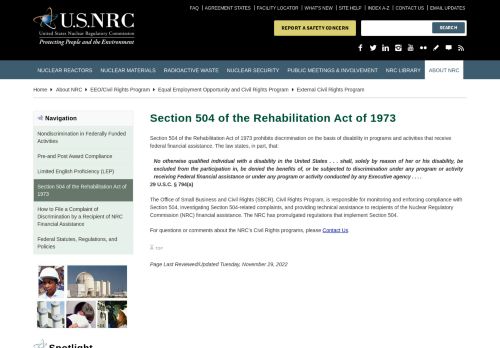 FAQ | AGREEMENT STATES | FACILITY LOCATOR | WHAT'S NEW | SITE HELP | INDEX A-Z | CONTACT US | EMAIL UPDATES
U.S.NRC
United States Nuclear Regulatory Commission
Protecting People and the Environment
REPORT A SAFETY CONCERN
SEARCH
NUCLEAR REACTORS
NUCLEAR MATERIALS
RADIOACTIVE WASTE
NUCLEAR SECURITY
PUBLIC MEETINGS & INVOLVEMENT
NRC LIBRARY
ABOUT NRC
Home
About NRC
EEO/Civil Rights Program
Equal Employment Opportunity and Civil Rights Program
External Civil Rights Program
Navigation
Nondiscrimination in Federally Funded
Activities
Pre-and Post Award Compliance
Limited English Proficiency (LEP)
Section 504 of the Rehabilitation Act of
1973
How to File a Complaint of
Discrimination by a Recipient of NRC
Financial Assistance
Federal Statutes, Regulations, and
Policies
Spotlight
Section 504 of the Rehabilitation Act of 1973
Section 504 of the Rehabilitation Act of 1973 prohibits discrimination on the basis of disability in programs and activities that receive
federal financial assistance. The law states, in part, that:
No otherwise qualified individual with a disability in the United States . . . shall, solely by reason of her or his disability, be
excluded from the participation in, be denied the benefits of, or be subjected to discrimination under any program or activity
receiving Federal financial assistance or under any program or activity conducted by any Executive agency . . . .
29 U.S.C. § 794(a)
The Office of Small Business and Civil Rights (SBCR), Civil Rights Program, is responsible for monitoring and enforcing compliance with
Section 504, investigating Section 504-related complaints, and providing technical assistance to recipients of the Nuclear Regulatory
Commission (NRC) financial assistance. The NRC has promulgated regulations that implement Section 504.
For questions or comments about the NRC's Civil Rights programs, please Contact Us.
TOP
Page Last Reviewed/Updated Tuesday, November 29, 2022